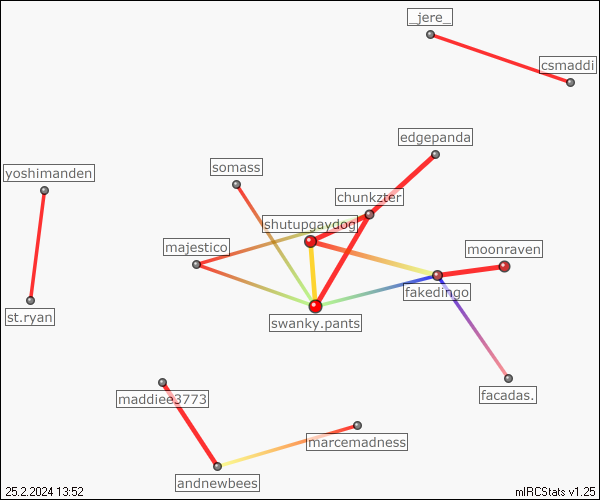 _jere_
csmaddi
edgepanda
somass
yoshimanden
chunkzter
shutupgaydog
majestico
moonraven
fakedingo
st.ryan
swanky.pants
facadas.
maddiee3773
marcemadness
andnewbees
25.2.2024 13:52
mIRCStats v1.25